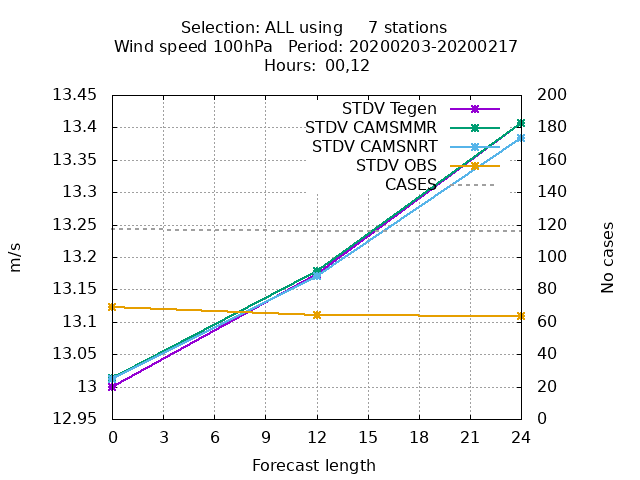 Selection: ALL using 7 stations
Wind speed 100hPa Period: 20200203-20200217
Hours: 00,12
13.45
13.4
13.35
13.3
13.25
13.2
13.15
13.1
13.05
13
12.95
200
180
160
140
120
100
80
60
40
20
0
STDV Tegen
STDV CAMSMMR
STDV CAMSNRT
STDV OBS
CASES
m/s
No cases
0 3 6 9 12 15 18 21 24
Forecast length